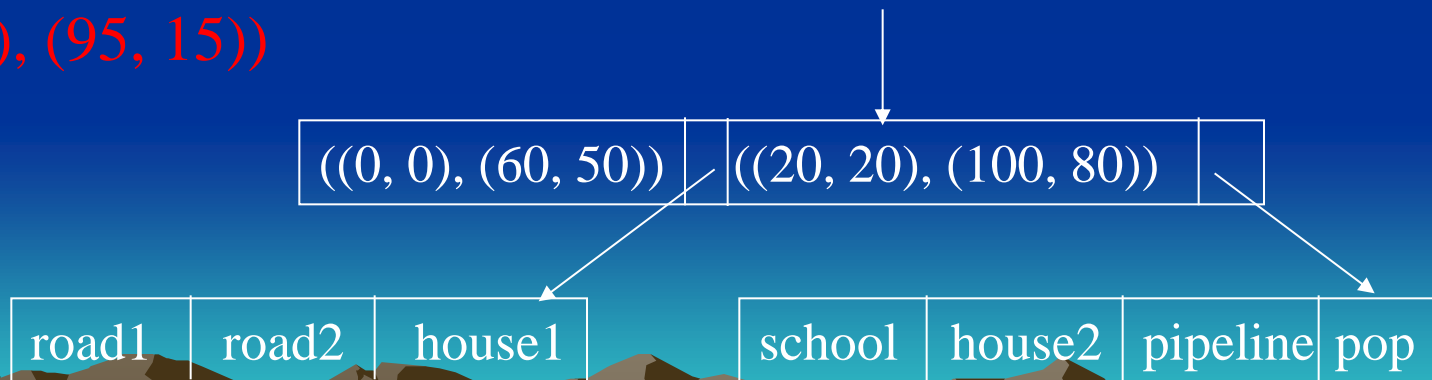 ), (95, 15))
((0, 0), (60, 50)) ((20, 20), (100, 80))
road1 road2 house1 school house2 pipeline pop